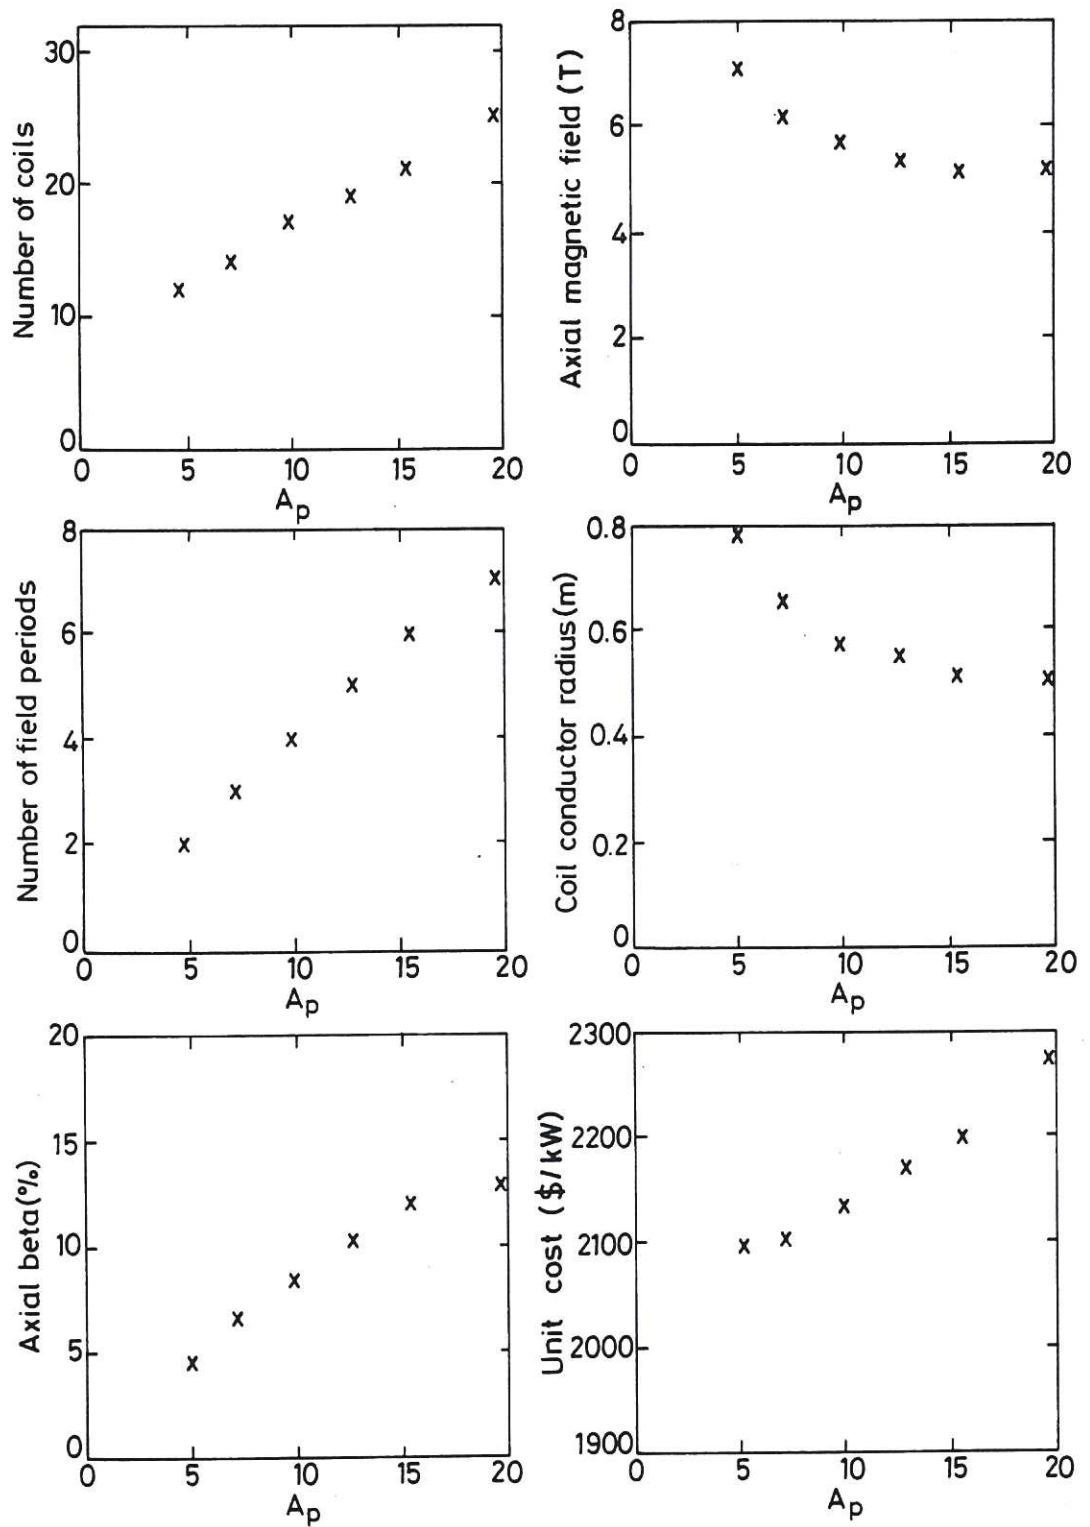 Number of coils
30
20
10
0
0 5 10 15 20
Ap
Axial magnetic field (T)
8
6
4
2
0
0 5 10 15 20
Ap
Number of field periods
8
6
4
2
0
0 5 10 15 20
Ap
Coil conductor radius (m)
0.8
0.6
0.4
0.2
0
0 5 10 15 20
Ap
Axial beta (%)
20
15
10
5
0
0 5 10 15 20
Ap
Unit cost ($/kW)
2300
2200
2100
2000
1900
0 5 10 15 20
Ap